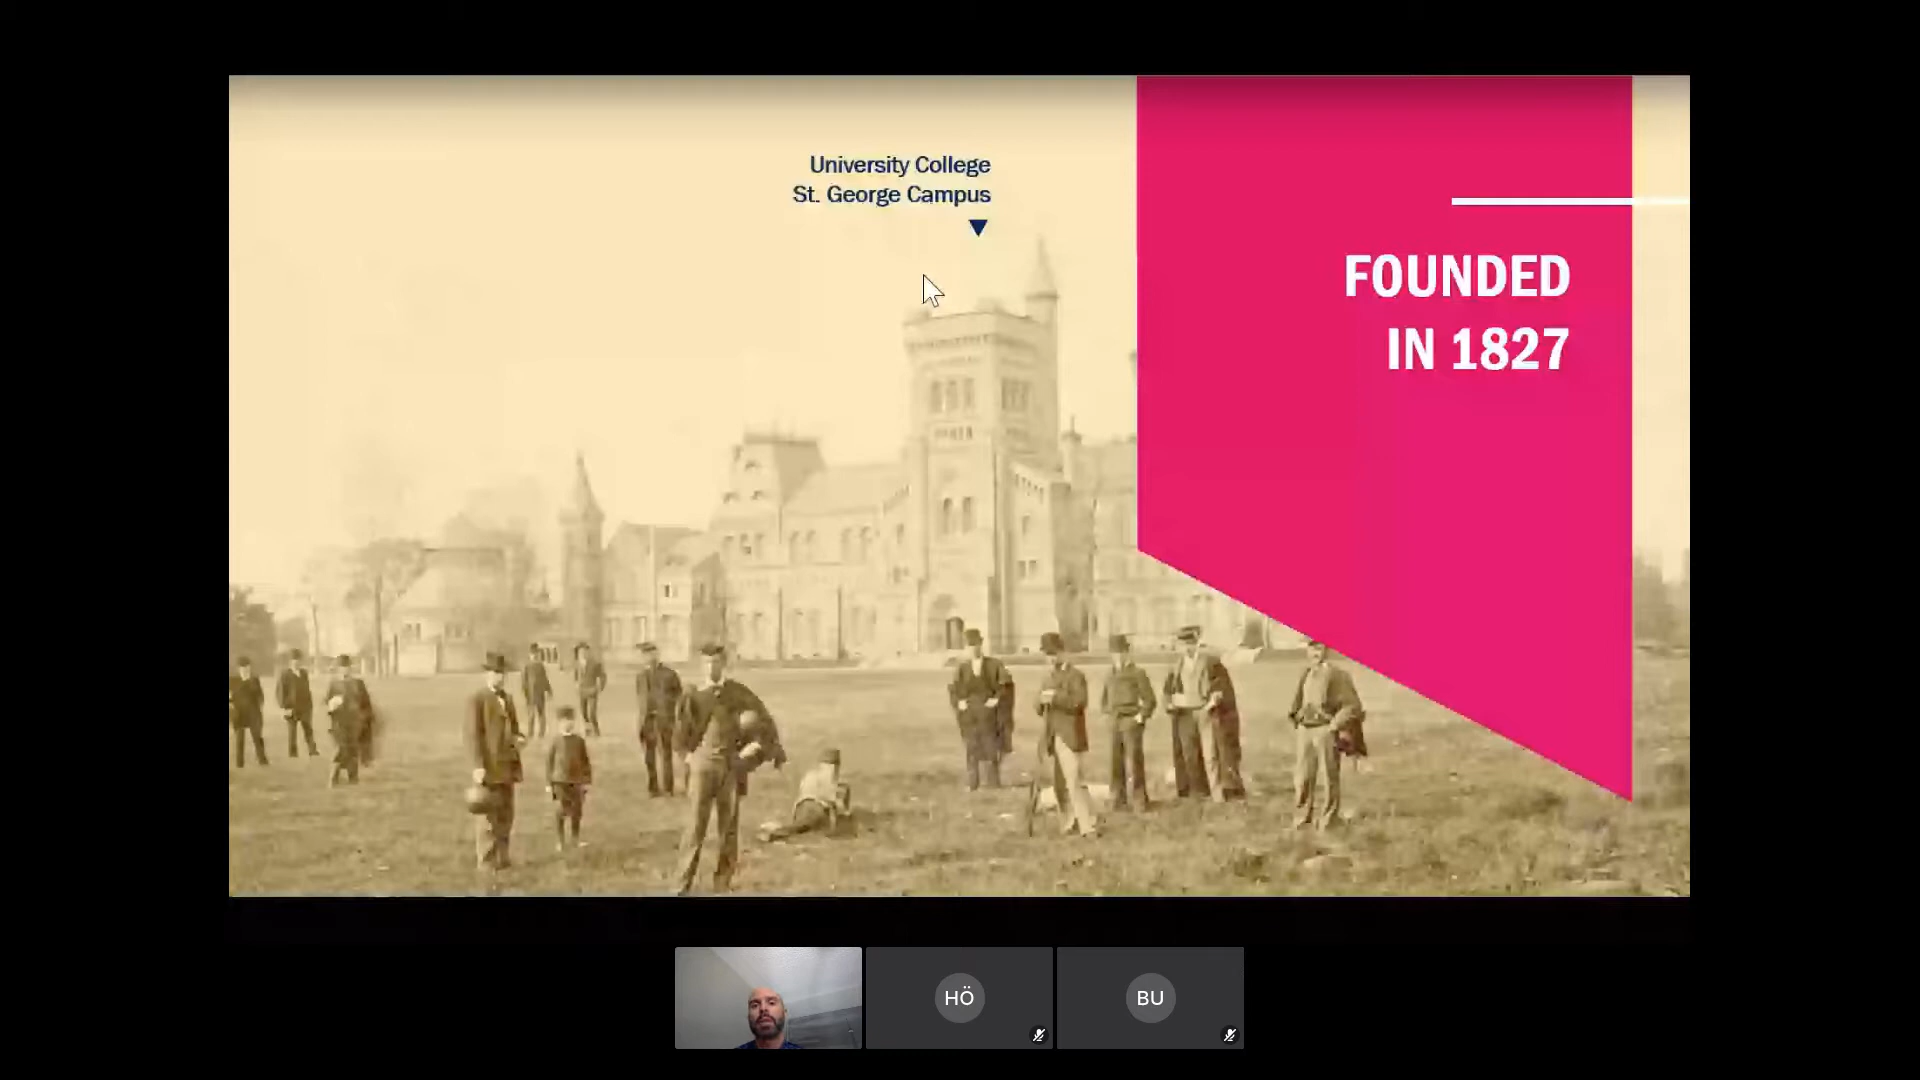 University College
St. George Campus
FOUNDED
IN 1827
HÖ
BU